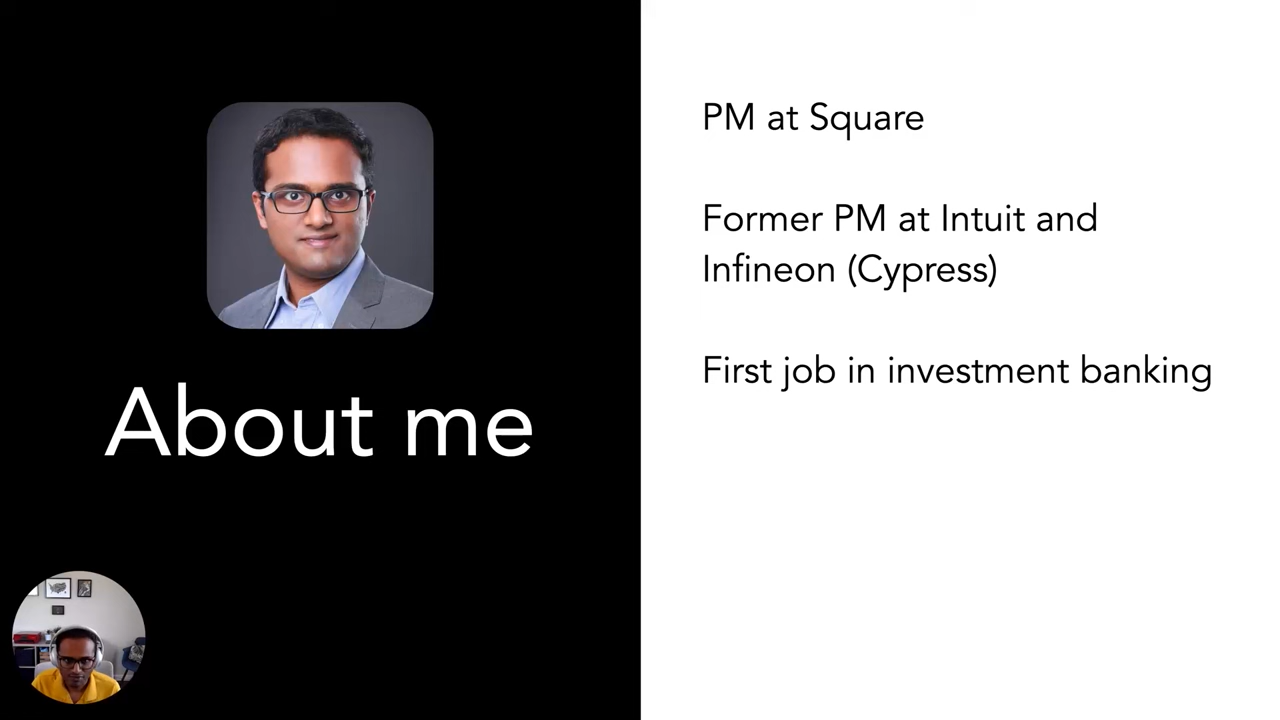 About me
PM at Square
Former PM at Intuit and
Infineon (Cypress)
First job in investment banking